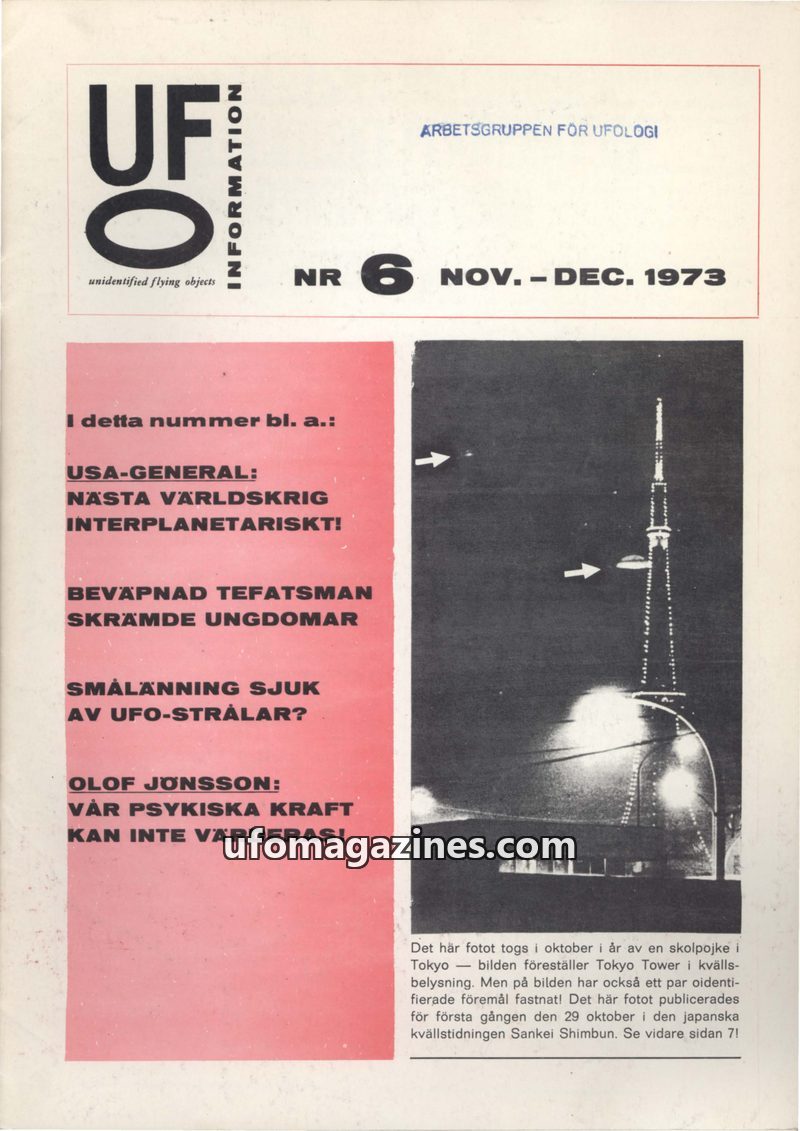 UFO
INFORMATION
unidentified flying objects
ARBETSGRUPPEN FÖR UFOLOGI
NR 6 NOV. – DEC. 1973
I detta nummer bl. a.:
USA-GENERAL:
NÄSTA VÄRLDSKRIG
INTERPLANETARISKT!
BEVÄPNAD TEFATSMAN
SKRÄMDE UNGDOMAR
SMÅLÄNNING SJUK
AV UFO-STRÅLAR?
OLOF JÖNSSON:
VÅR PSYKISKA KRAFT
KAN INTE VÄRDERAS!
ufomagazines.com
Det här fotot togs i oktober i år av en skolpojke i
Tokyo — bilden föreställer Tokyo Tower i kvälls-
belysning. Men på bilden har också ett par oidenti-
fierade föremål fastnat! Det här fotot publicerades
för första gången den 29 oktober i den japanska
kvällstidningen Sankei Shimbun. Se vidare sidan 7!